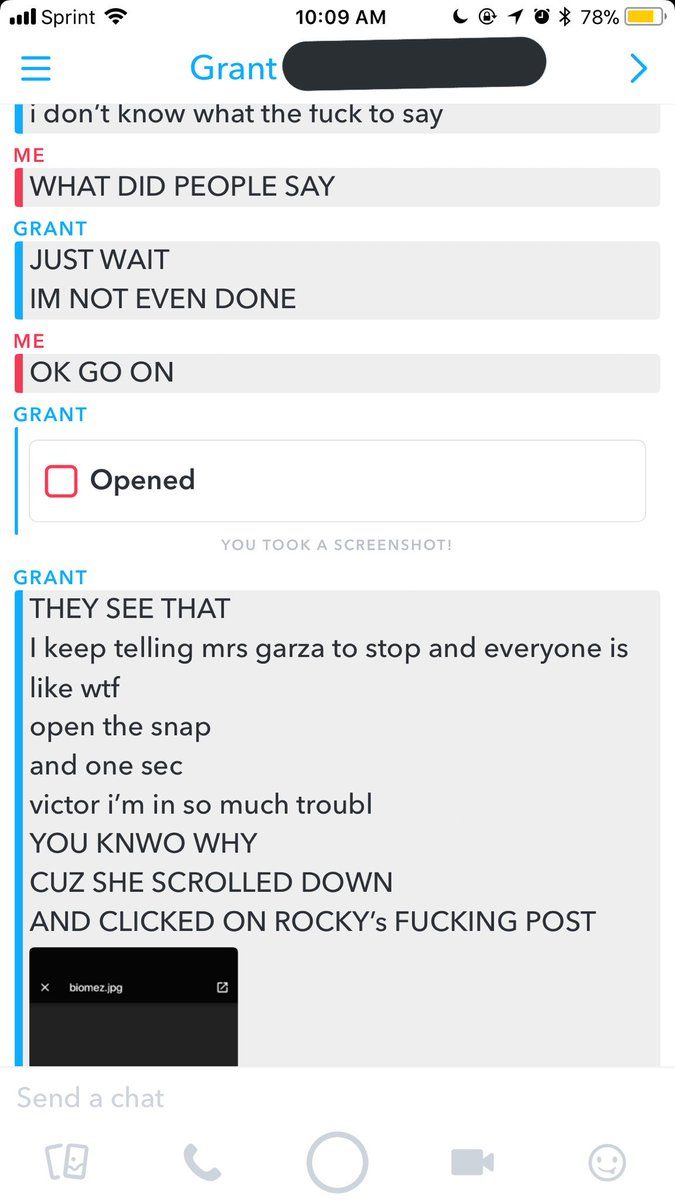 Sprint 10:09 AM 78%
Grant
i don’t know what the fuck to say
ME
WHAT DID PEOPLE SAY
GRANT
JUST WAIT
IM NOT EVEN DONE
ME
OK GO ON
GRANT
Opened
YOU TOOK A SCREENSHOT!
GRANT
THEY SEE THAT
I keep telling mrs garza to stop and everyone is
like wtf
open the snap
and one sec
victor i’m in so much troubl
YOU KNWO WHY
CUZ SHE SCROLLED DOWN
AND CLICKED ON ROCKY’s FUCKING POST
biomez.jpg
Send a chat